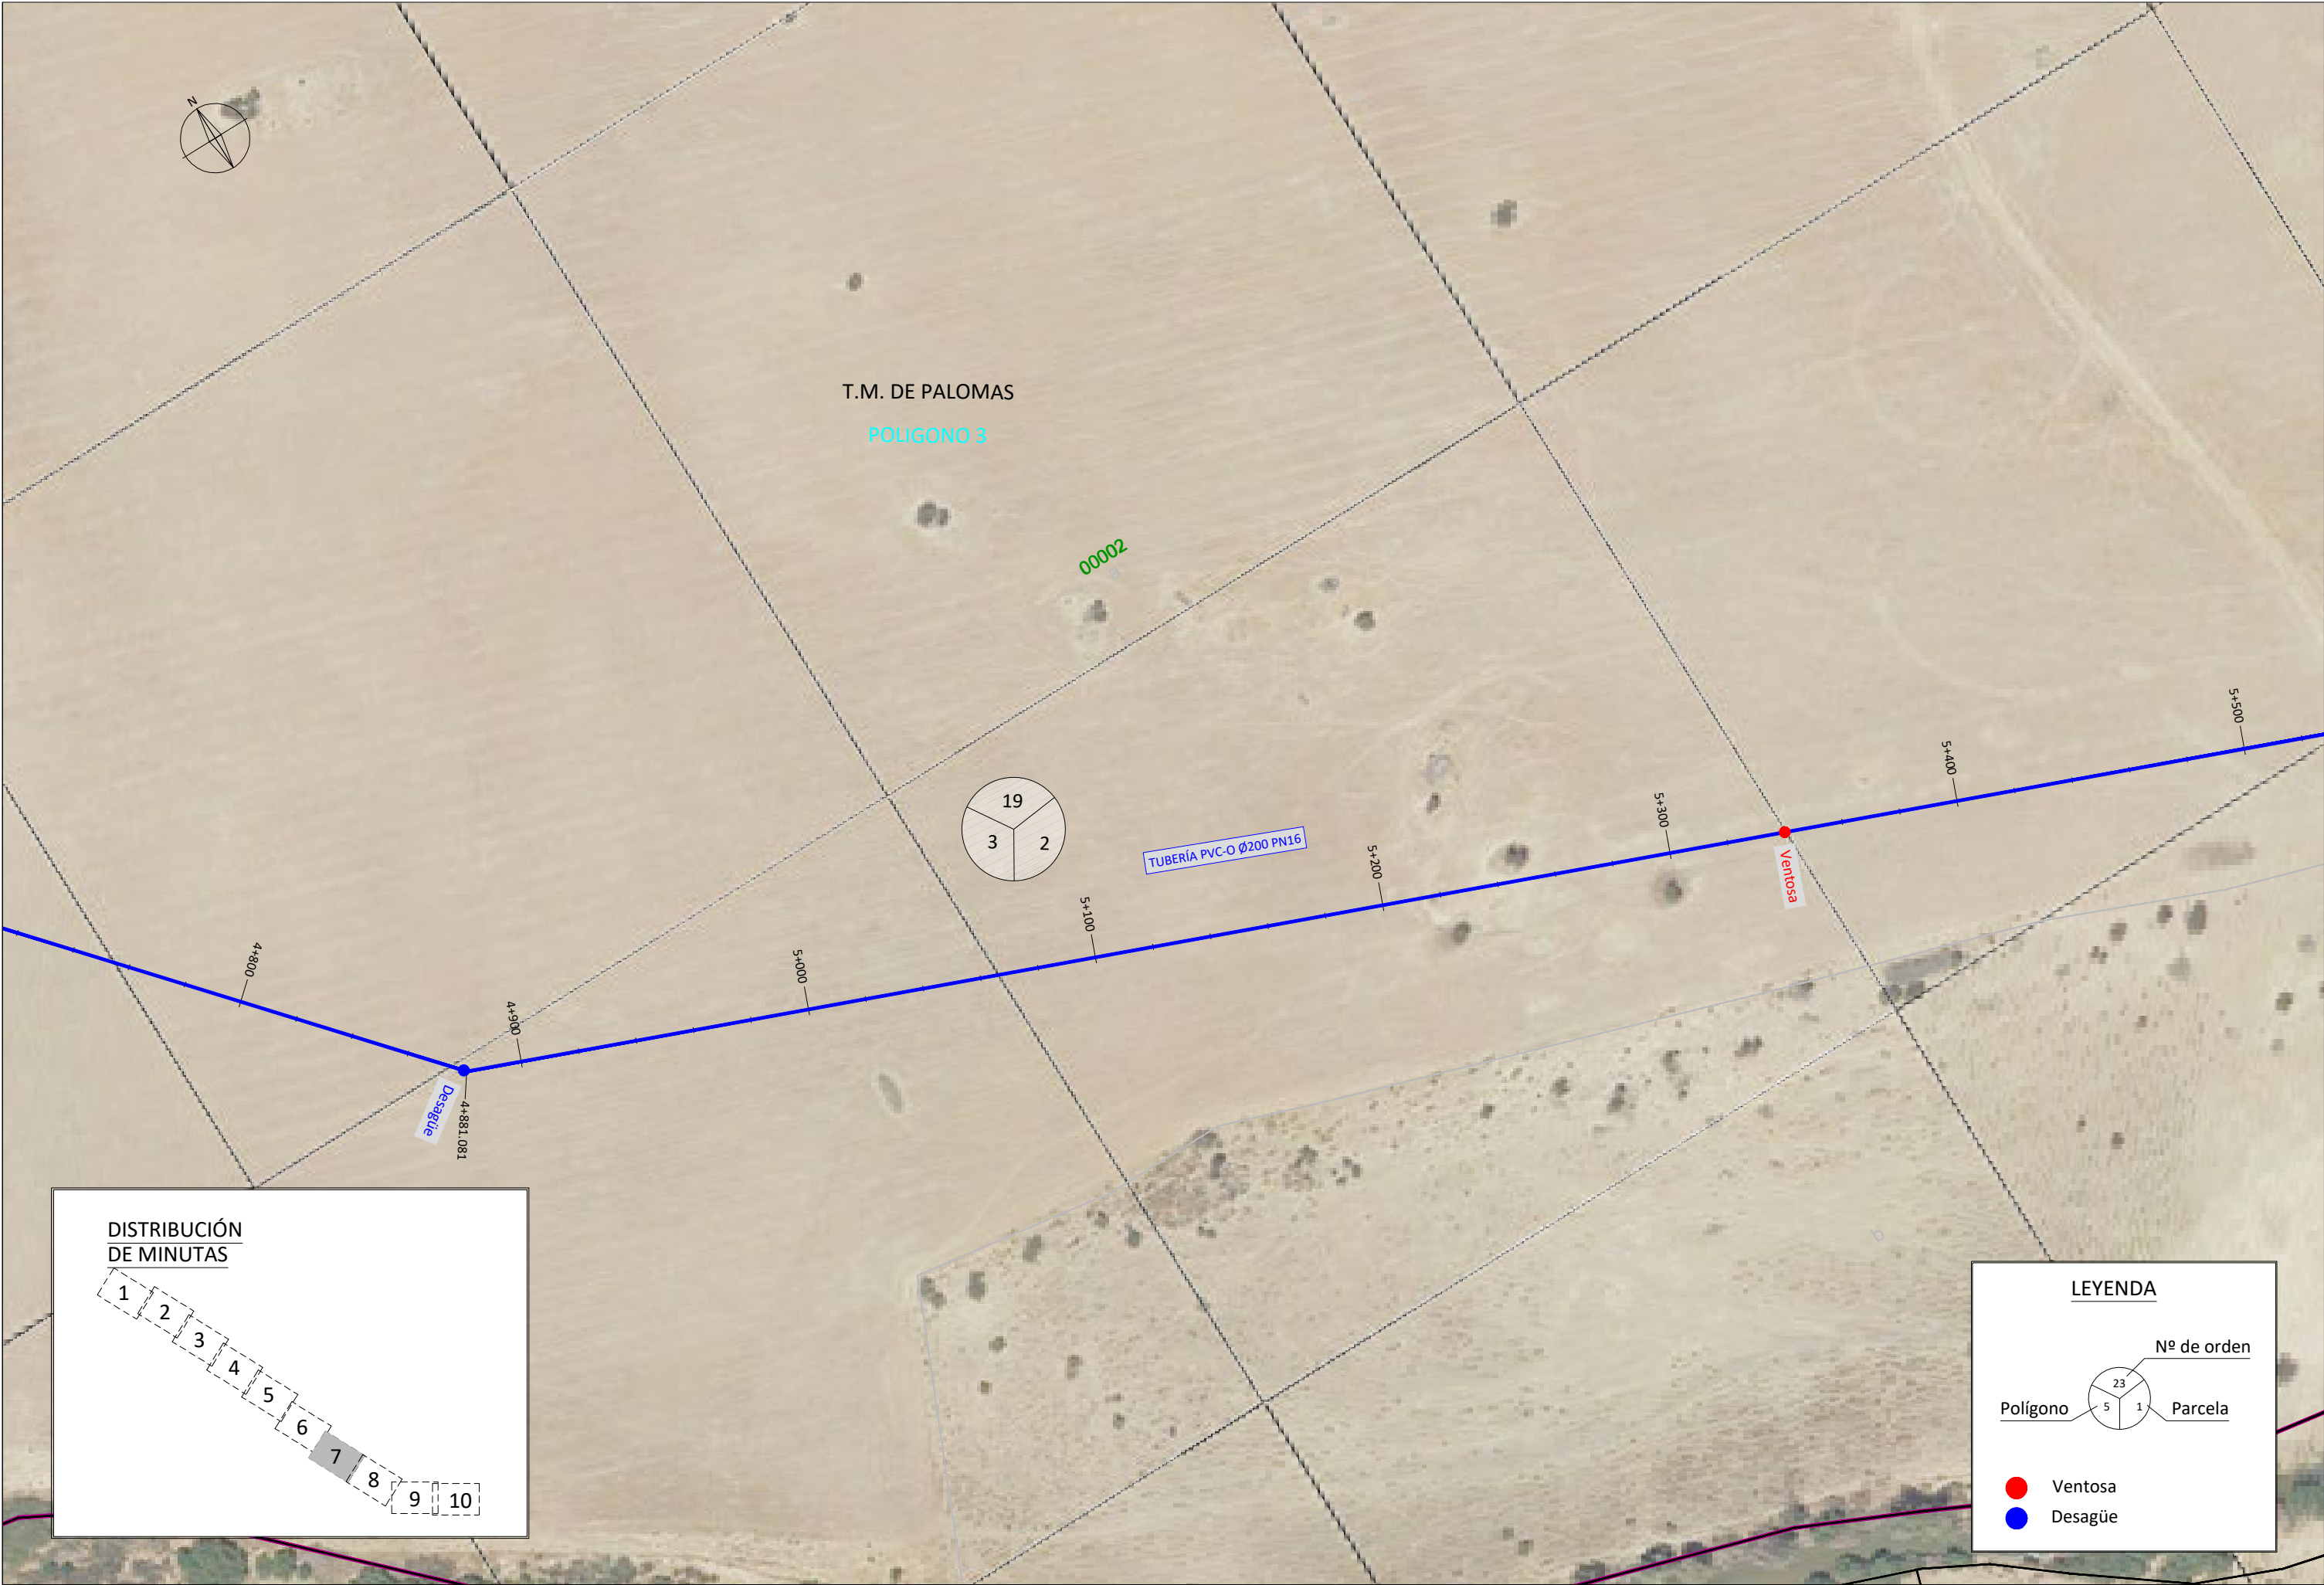 N
T.M. DE PALOMAS
POLIGONO 3
00002
19
3
2
TUBERÍA PVC-O Ø200 PN16
4+800
4+900
5+000
5+100
5+200
5+300
5+400
5+500
Ventosa
Desagüe
4+881.081
DISTRIBUCIÓN
DE MINUTAS
1
2
3
4
5
6
7
8
9
10
LEYENDA
Nº de orden
23
Polígono
5
1
Parcela
Ventosa
Desagüe